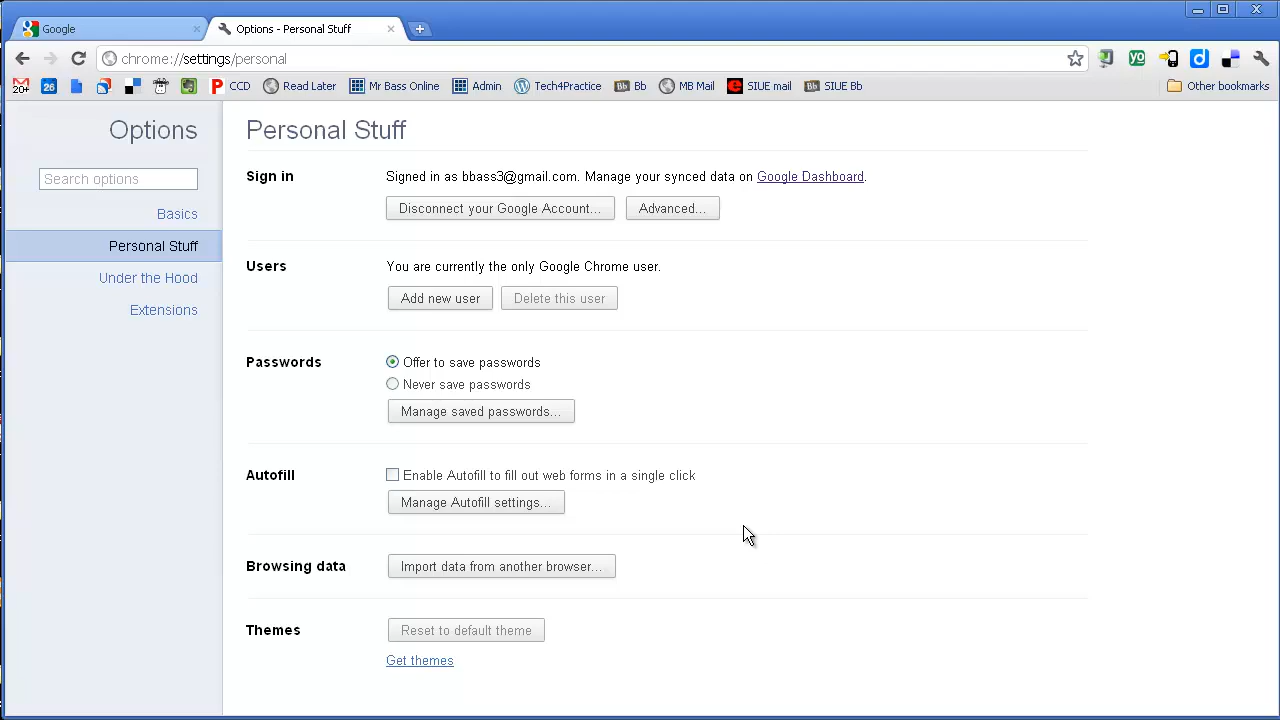 Google
Options - Personal Stuff
chrome://settings/personal
20+
26
CCD
Read Later
Mr Bass Online
Admin
Tech4Practice
Bb
MB Mail
SIUE mail
SIUE Bb
Other bookmarks
Options
Search options
Basics
Personal Stuff
Under the Hood
Extensions
Personal Stuff
Sign in
Signed in as bbass3@gmail.com. Manage your synced data on Google Dashboard.
Disconnect your Google Account... Advanced...
Users
You are currently the only Google Chrome user.
Add new user Delete this user
Passwords
Offer to save passwords
Never save passwords
Manage saved passwords...
Autofill
Enable Autofill to fill out web forms in a single click
Manage Autofill settings...
Browsing data
Import data from another browser...
Themes
Reset to default theme
Get themes